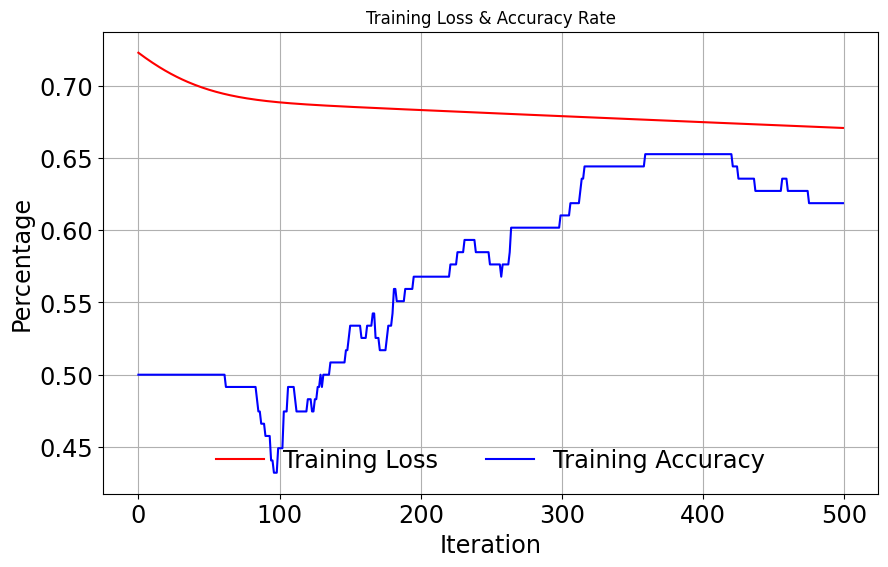 Training Loss & Accuracy Rate
Percentage
0.70
0.65
0.60
0.55
0.50
0.45
Training Loss
Training Accuracy
0 100 200 300 400 500
Iteration